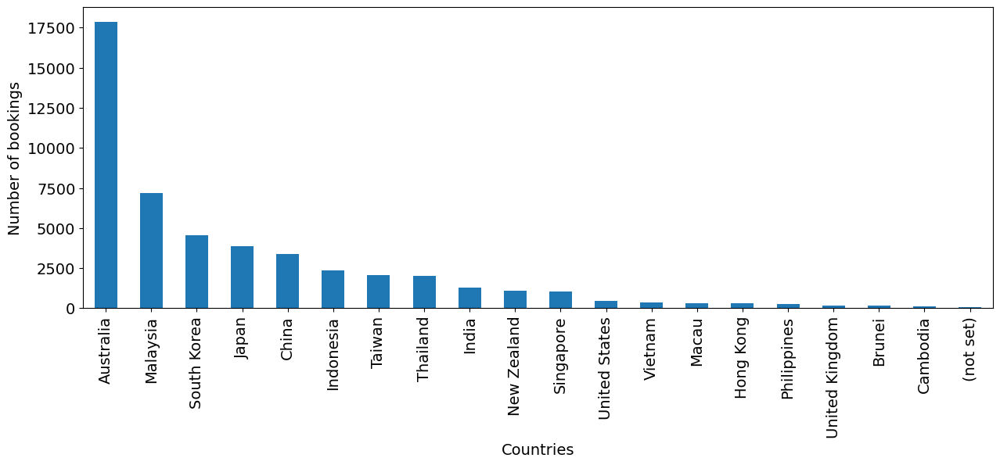 17500
15000
12500
10000
7500
5000
2500
0
Number of bookings
Australia
Malaysia
South Korea
Japan
China
Indonesia
Taiwan
Thailand
India
New Zealand
Singapore
United States
Vietnam
Macau
Hong Kong
Philippines
United Kingdom
Brunei
Cambodia
(not set)
Countries